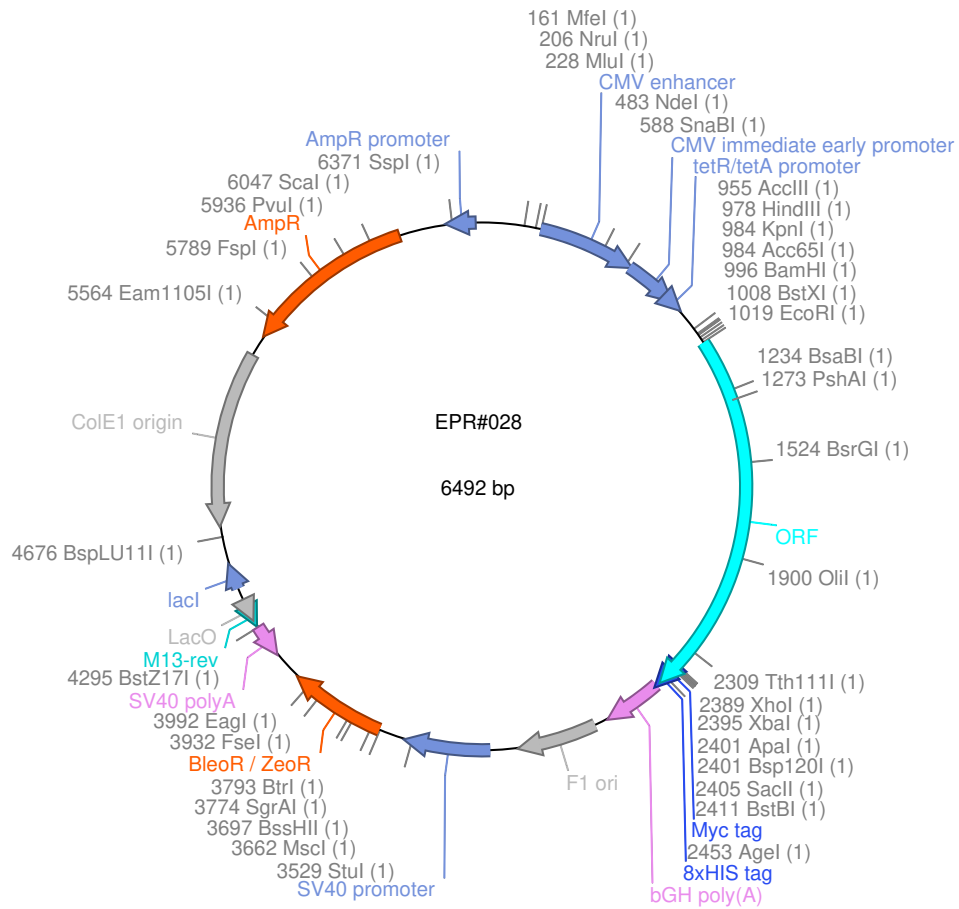 161 MfeI (1)
206 NruI (1)
228 MluI (1)
CMV enhancer
483 NdeI (1)
588 SnaBI (1)
CMV immediate early promoter
tetR/tetA promoter
955 AccIII (1)
978 HindIII (1)
984 KpnI (1)
984 Acc65I (1)
996 BamHI (1)
1008 BstXI (1)
1019 EcoRI (1)
1234 BsaBI (1)
1273 PshAI (1)
1524 BsrGI (1)
ORF
1900 OliI (1)
2309 Tth111I (1)
2389 XhoI (1)
2395 XbaI (1)
2401 ApaI (1)
2401 Bsp120I (1)
2405 SacII (1)
2411 BstBI (1)
Myc tag
2453 AgeI (1)
8xHIS tag
bGH poly(A)
F1 ori
SV40 promoter
3529 StuI (1)
3662 MscI (1)
3697 BssHII (1)
3774 SgrAI (1)
3793 BtrI (1)
BleoR / ZeoR
3932 FseI (1)
3992 EagI (1)
SV40 polyA
4295 BstZ17I (1)
M13-rev
LacO
lacI
4676 BspLU11I (1)
ColE1 origin
5564 Eam1105I (1)
5789 FspI (1)
AmpR
5936 PvuI (1)
6047 ScaI (1)
6371 SspI (1)
AmpR promoter
EPR#028
6492 bp